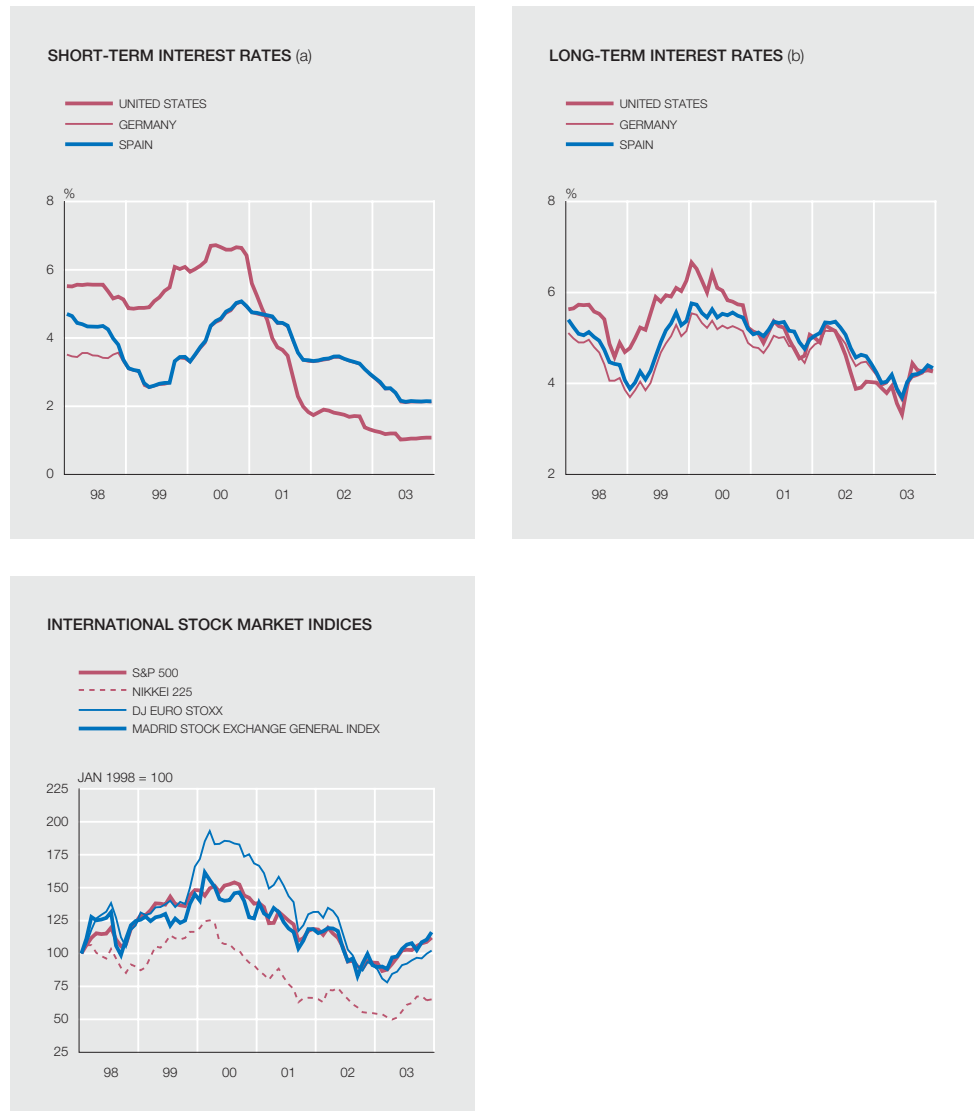 SHORT-TERM INTEREST RATES (a)
UNITED STATES
GERMANY
SPAIN
%
8
6
4
2
0
98 99 00 01 02 03
LONG-TERM INTEREST RATES (b)
UNITED STATES
GERMANY
SPAIN
%
8
6
4
2
98 99 00 01 02 03
INTERNATIONAL STOCK MARKET INDICES
S&P 500
NIKKEI 225
DJ EURO STOXX
MADRID STOCK EXCHANGE GENERAL INDEX
JAN 1998 = 100
225
200
175
150
125
100
75
50
25
98 99 00 01 02 03